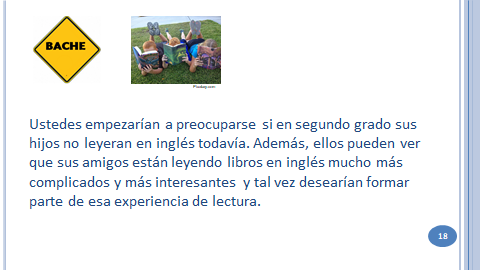 BACHE
Pixabay.com
Ustedes empezarían a preocuparse si en segundo grado sus
hijos no leyeran en inglés todavía. Además, ellos pueden ver
que sus amigos están leyendo libros en inglés mucho más
complicados y más interesantes y tal vez desearían formar
parte de esa experiencia de lectura.
18